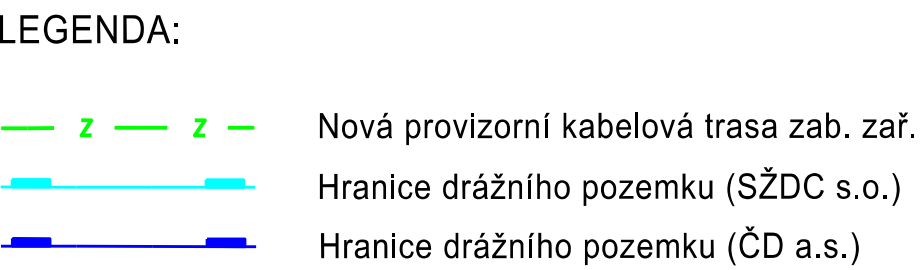 LEGENDA:
z z Nová provizorní kabelová trasa zab. zař.
Hranice drážního pozemku (SŽDC s.o.)
Hranice drážního pozemku (ČD a.s.)